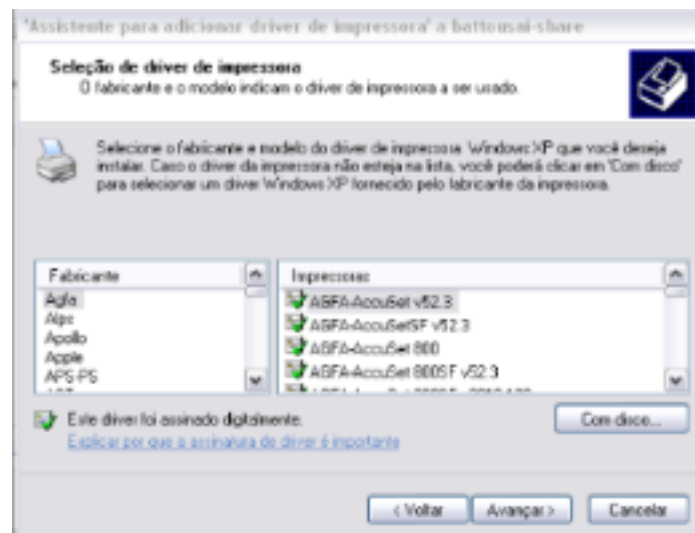 'Assistente para adicionar driver de impressora' a battousai-share
Seleção de driver de impressora
O fabricante e o modelo indicam o driver de impressora a ser usado.
Selecione o fabricante e modelo do driver de impressora Windows XP que você deseja
instalar. Caso o driver da impressora não esteja na lista, você poderá clicar em 'Com disco'
para selecionar um driver Windows XP fornecido pelo fabricante da impressora.
Fabricante
Agfa
Alps
Apollo
Apple
APS-PS
Impressoras
AGFA-AccuSet v52.3
AGFA-AccuSetSF v52.3
AGFA-AccuSet 800
AGFA-AccuSet 800SF v52.3
Este driver foi assinado digitalmente.
Explicar por que a assinatura de driver é importante
Com disco...
< Voltar
Avançar >
Cancelar